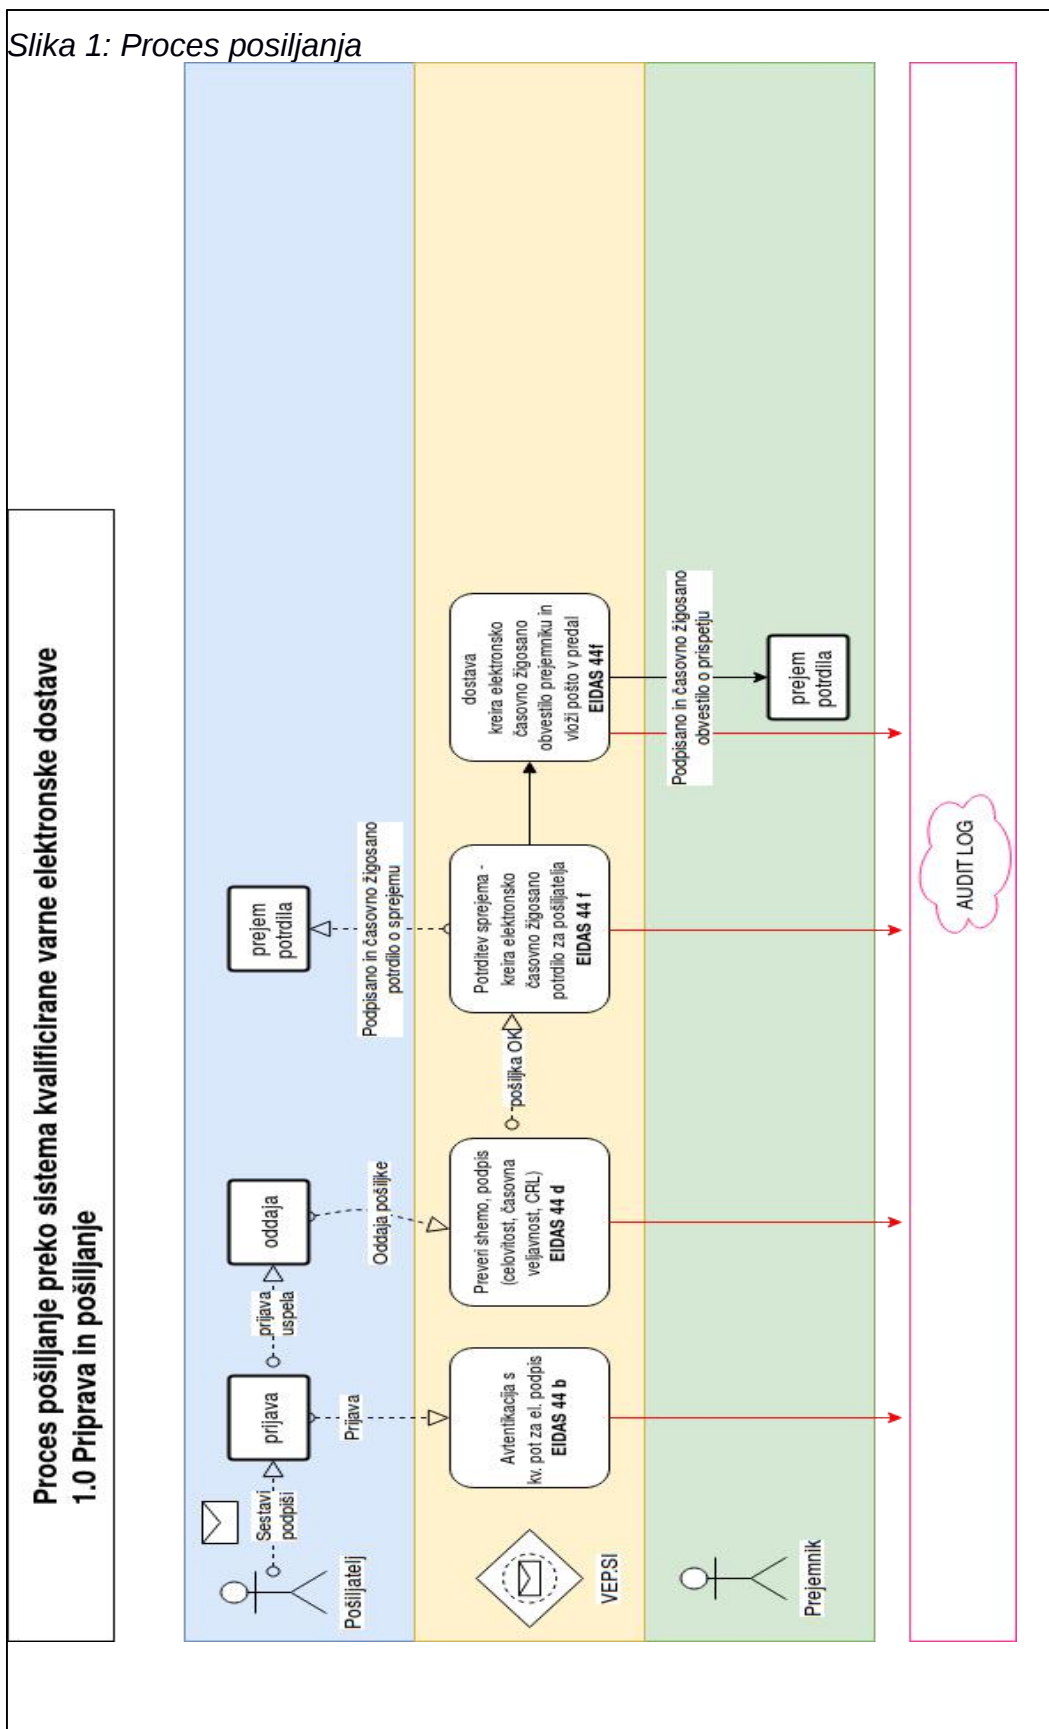 Slika 1: Proces posiljanja
Proces pošiljanje preko sistema kvalificirane varne elektronske dostave
1.0 Priprava in pošiljanje
Pošiljatelj
Sestavi
podpiši
prijava
prijava
uspela
oddaja
Prijava
Oddaja pošiljke
prejem
potrdila
Podpisano in časovno žigosano
potrdilo o sprejemu
VEP.SI
Avtentikacija s
kv. pot za el. podpis
EIDAS 44 b
Preveri shemo, podpis
(celovitost, časovna
veljavnost, CRL)
EIDAS 44 d
pošiljka OK
Potrditev sprejema -
kreira elektronsko
časovno žigosano
potrdilo za pošiljatelja
EIDAS 44 f
dostava
kreira elektronsko
časovno žigosano
obvestilo prejemniku in
vloži pošto v predal
EIDAS 44f
Prejemnik
Podpisano in časovno žigosano
obvestilo o prispetju
prejem
potrdila
AUDIT LOG